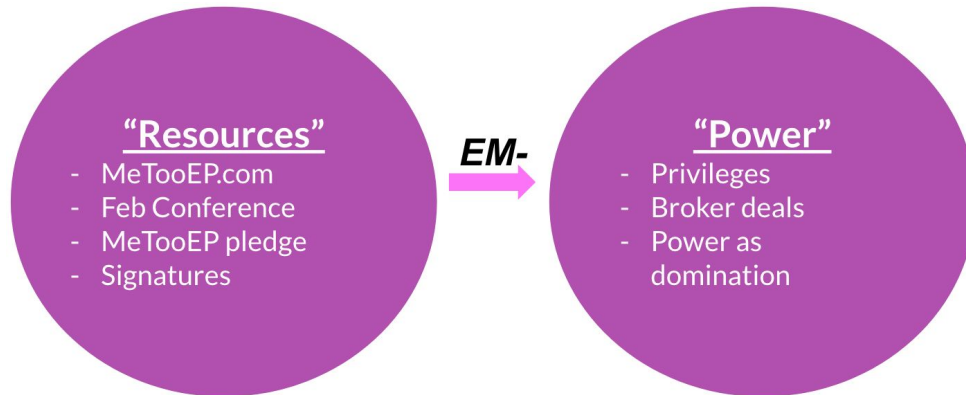 “Resources”
- MeTooEP.com
- Feb Conference
- MeTooEP pledge
- Signatures
EM-
“Power”
- Privileges
- Broker deals
- Power as
domination